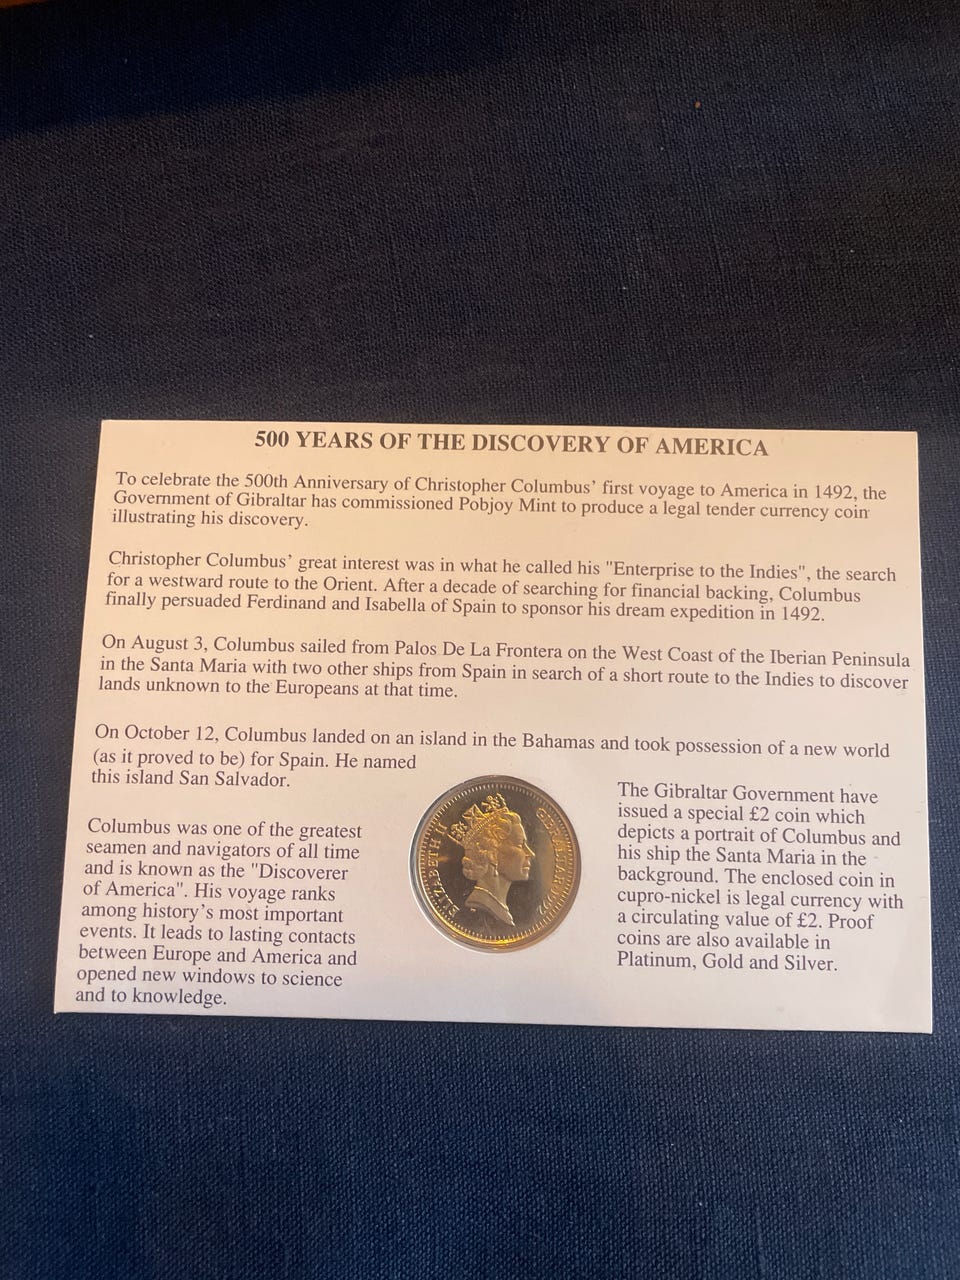 500 YEARS OF THE DISCOVERY OF AMERICA
To celebrate the 500th Anniversary of Christopher Columbus' first voyage to America in 1492, the
Government of Gibraltar has commissioned Pobjoy Mint to produce a legal tender currency coin
illustrating his discovery.
Christopher Columbus' great interest was in what he called his "Enterprise to the Indies", the search
for a westward route to the Orient. After a decade of searching for financial backing, Columbus
finally persuaded Ferdinand and Isabella of Spain to sponsor his dream expedition in 1492.
On August 3, Columbus sailed from Palos De La Frontera on the West Coast of the Iberian Peninsula
in the Santa Maria with two other ships from Spain in search of a short route to the Indies to discover
lands unknown to the Europeans at that time.
On October 12, Columbus landed on an island in the Bahamas and took possession of a new world
(as it proved to be) for Spain. He named
this island San Salvador.
Columbus was one of the greatest
seamen and navigators of all time
and is known as the "Discoverer
of America". His voyage ranks
among history's most important
events. It leads to lasting contacts
between Europe and America and
opened new windows to science
and to knowledge.
ELIZABETH II
GIBRALTAR 1992
The Gibraltar Government have
issued a special £2 coin which
depicts a portrait of Columbus and
his ship the Santa Maria in the
background. The enclosed coin in
cupro-nickel is legal currency with
a circulating value of £2. Proof
coins are also available in
Platinum, Gold and Silver.